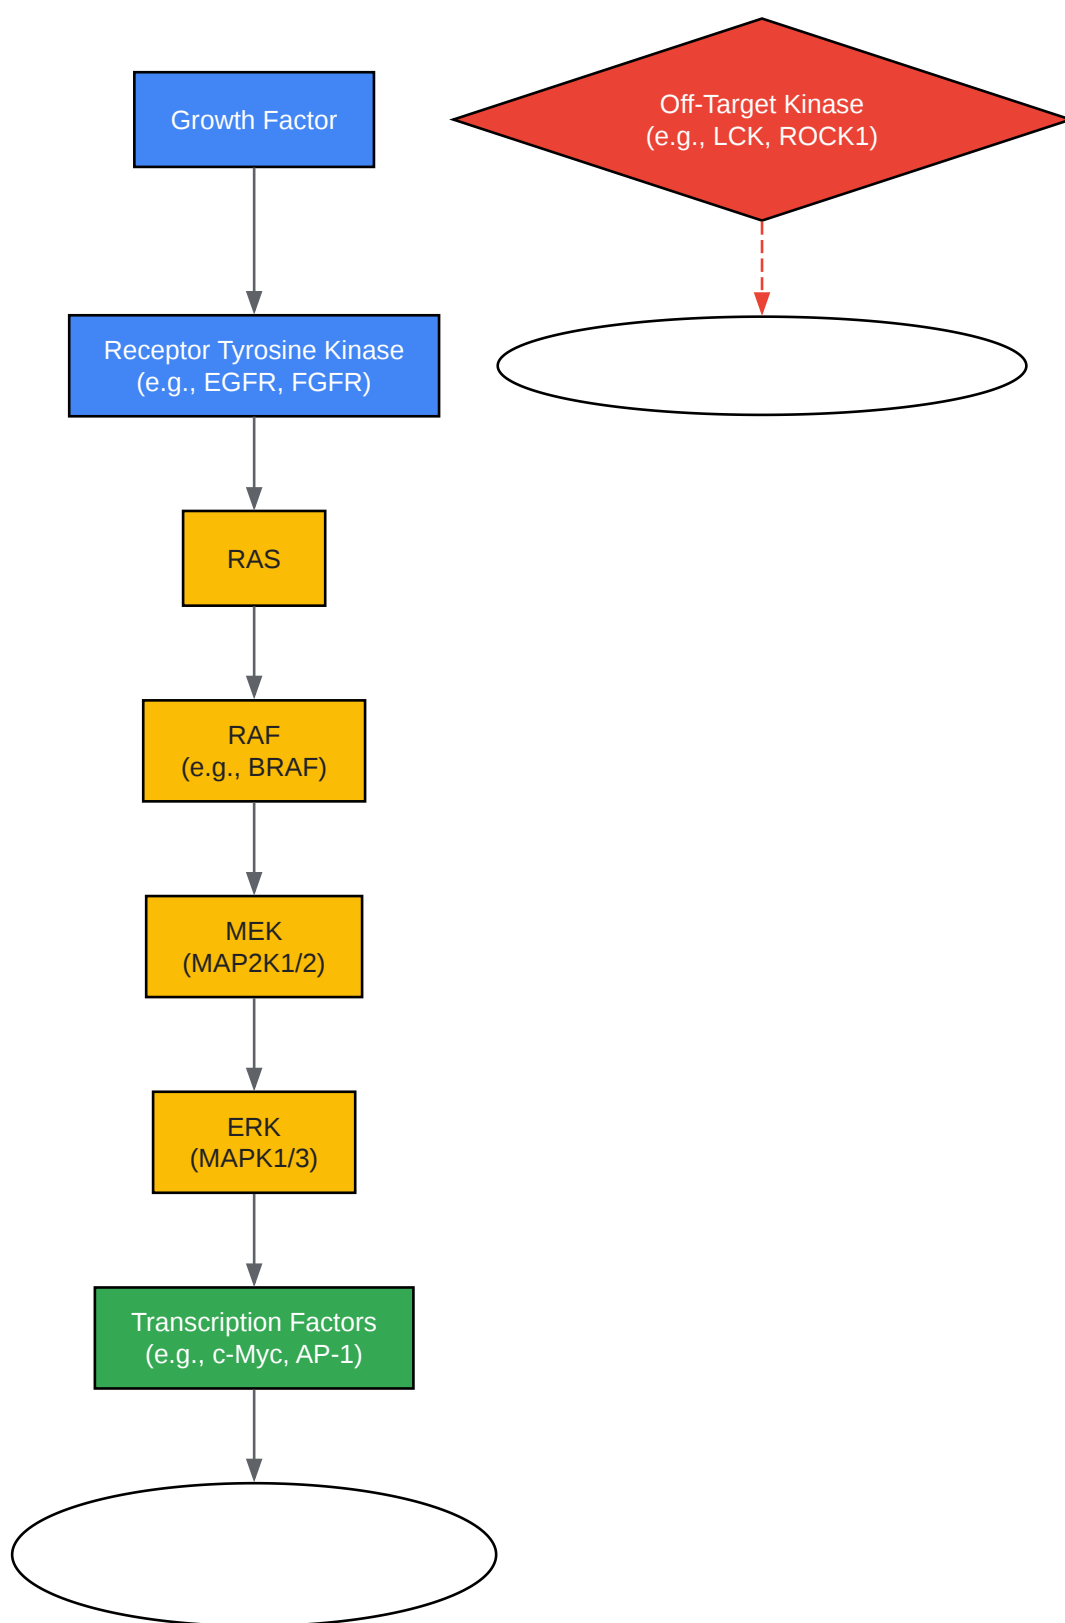 Growth Factor
Off-Target Kinase
(e.g., LCK, ROCK1)
Receptor Tyrosine Kinase
(e.g., EGFR, FGFR)
RAS
RAF
(e.g., BRAF)
MEK
(MAP2K1/2)
ERK
(MAPK1/3)
Transcription Factors
(e.g., c-Myc, AP-1)